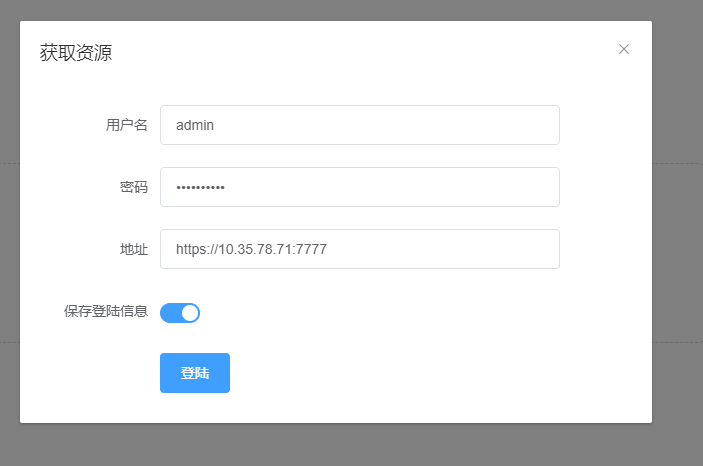 获取资源
用户名 admin
密码 ••••••••••
地址 https://10.35.78.71:7777
保存登陆信息
登陆